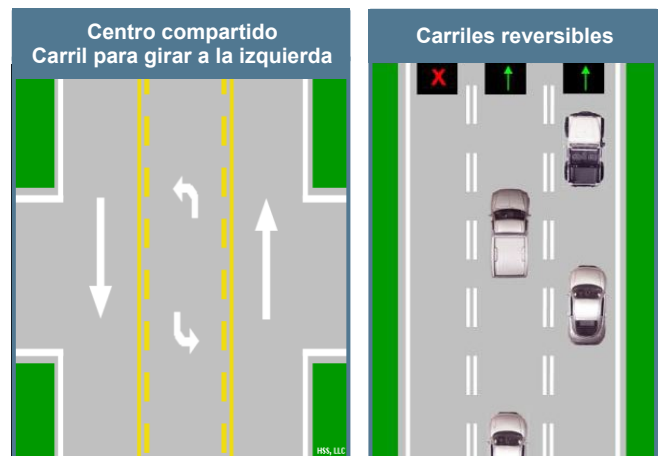 Centro compartido
Carril para girar a la izquierda
HSS, LLC
Carriles reversibles
X